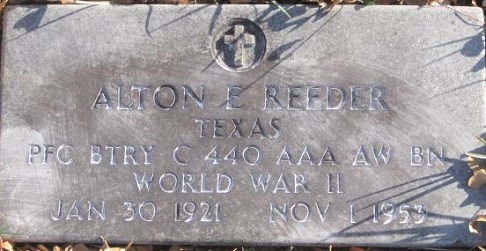 ALTON E REEDER
TEXAS
PFC BTRY C 440 AAA AW BN
WORLD WAR II
JAN 30 1921 NOV 1 1953